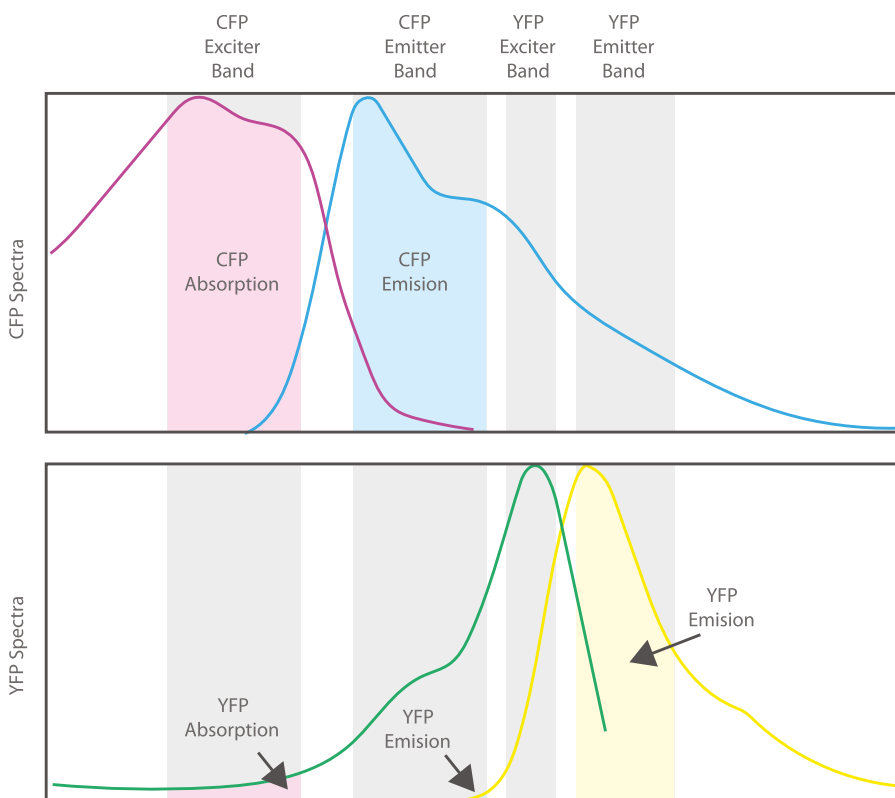 CFP
Exciter
Band
CFP
Emitter
Band
YFP
Exciter
Band
YFP
Emitter
Band
CFP Spectra
CFP
Absorption
CFP
Emision
YFP Spectra
YFP
Absorption
YFP
Emision
YFP
Emision